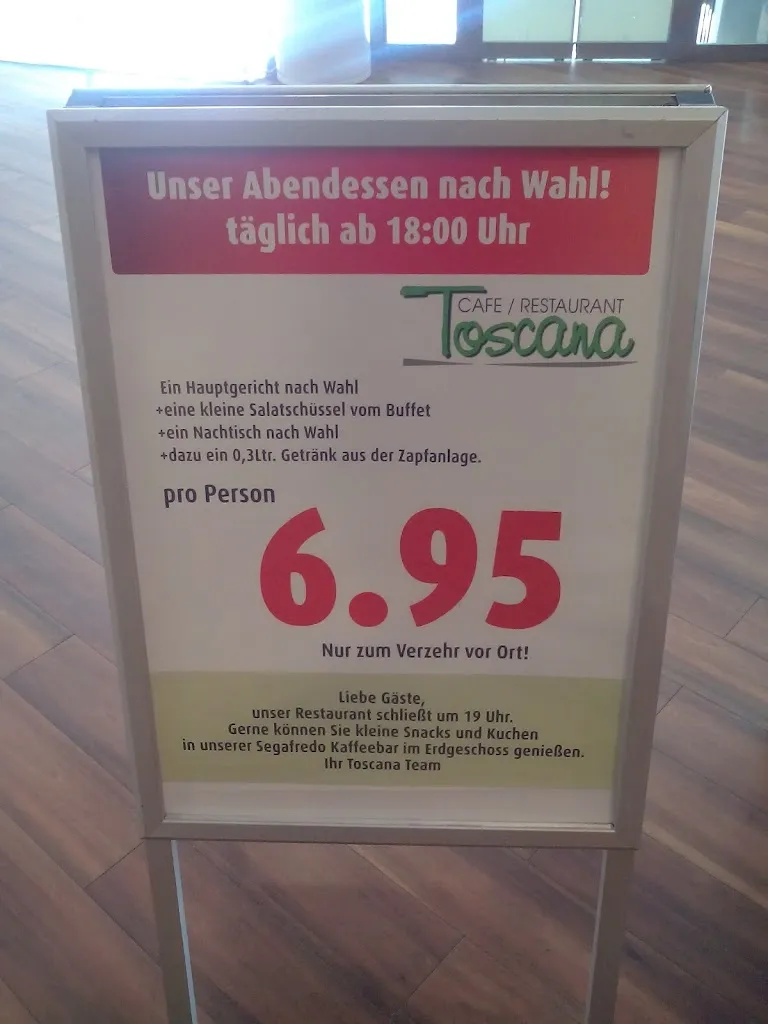 Unser Abendessen nach Wahl!
täglich ab 18:00 Uhr
CAFE / RESTAURANT
Toscana
Ein Hauptgericht nach Wahl
+eine kleine Salatschüssel vom Buffet
+ein Nachtisch nach Wahl
+dazu ein 0,3Ltr. Getränk aus der Zapfanlage.
pro Person
6.95
Nur zum Verzehr vor Ort!
Liebe Gäste,
unser Restaurant schließt um 19 Uhr.
Gerne können Sie kleine Snacks und Kuchen
in unserer Segafredo Kaffeebar im Erdgeschoss genießen.
Ihr Toscana Team